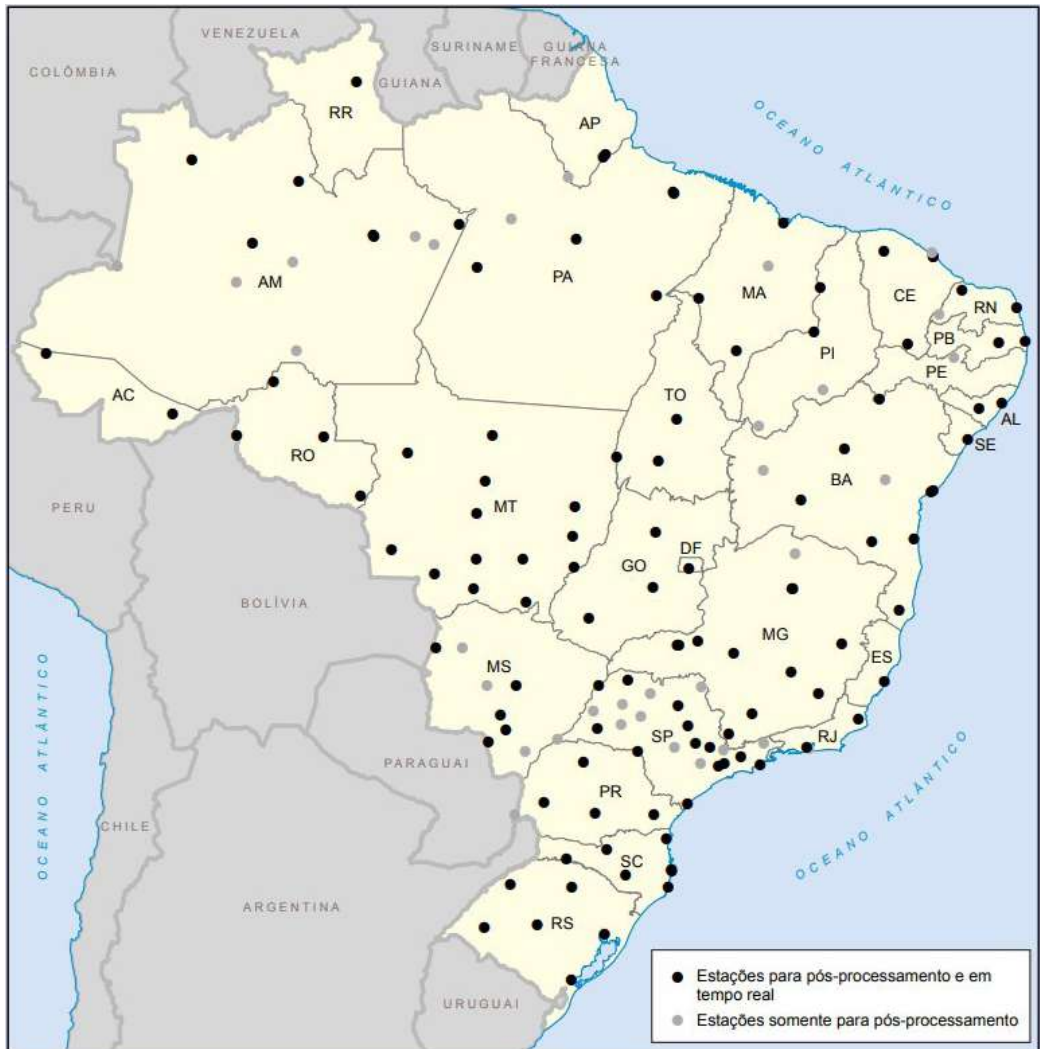 VENEZUELA
SURINAME
GUIANA
FRANCESA
COLÔMBIA
GUIANA
RR
AP
OCEANO ATLÂNTICO
AM
PA
MA
CE
RN
PB
PI
PE
AC
TO
AL
SE
RO
BA
PERU
MT
DF
GO
BOLÍVIA
MG
ES
MS
OCEANO ATLÂNTICO
SP
RJ
PARAGUAI
PR
OCEANO ATLÂNTICO
CHILE
SC
ARGENTINA
RS
URUGUAI
Estações para pós-processamento e em
tempo real
Estações somente para pós-processamento